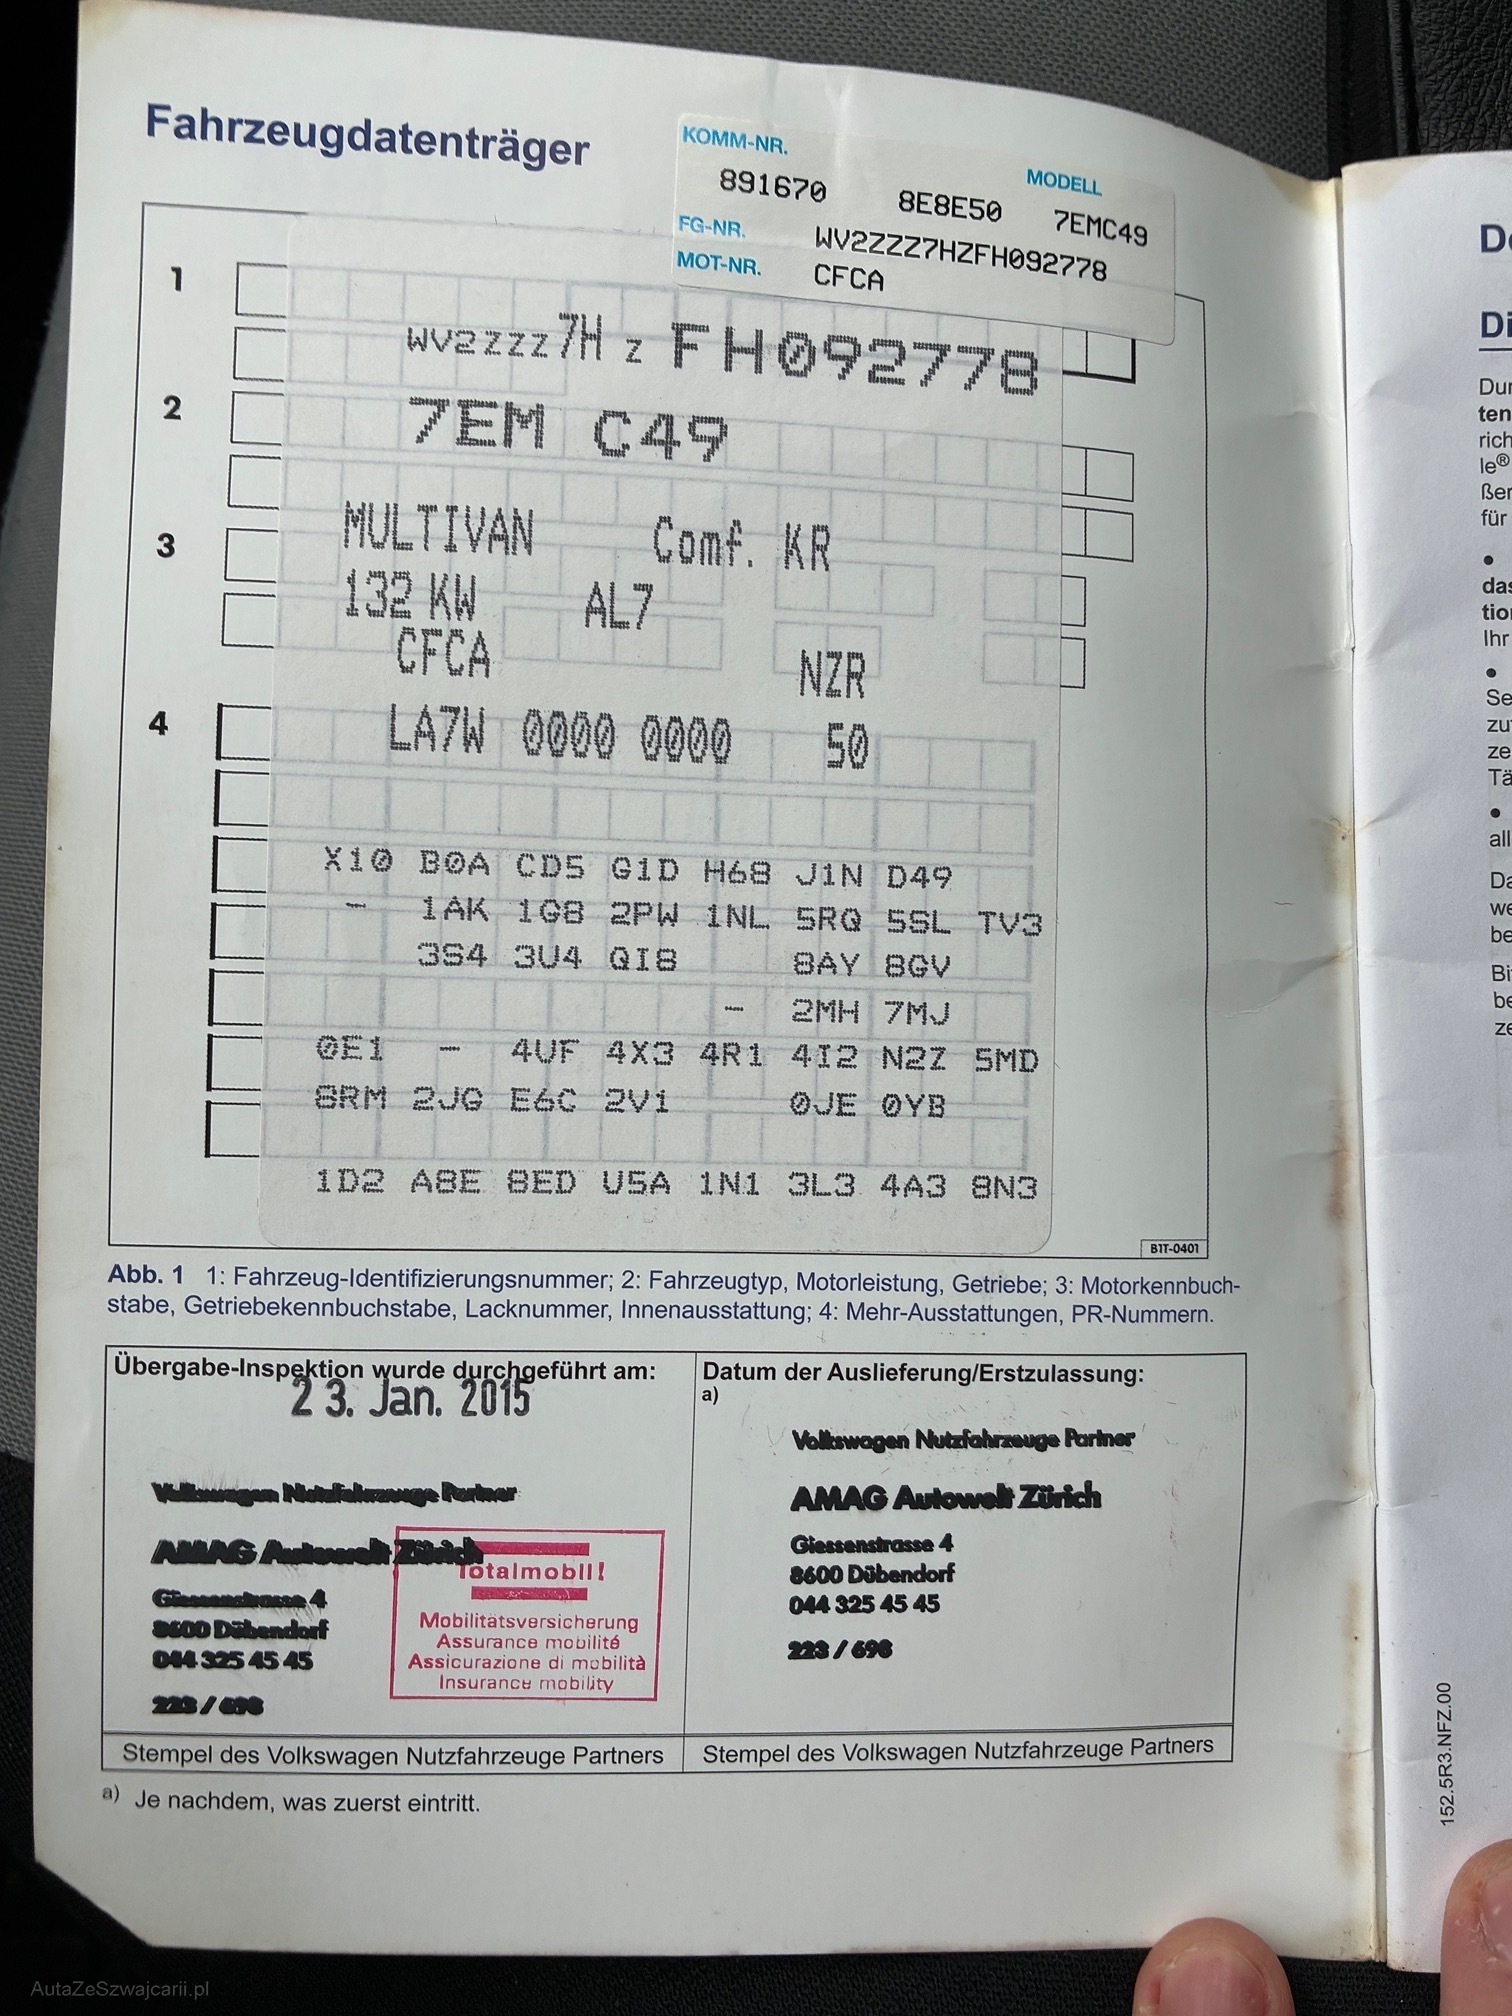 Fahrzeugdatenträger
KOMM-NR.
MODELL
891670 8E8E50 7EMC49
FG-NR. WV2ZZZ7HZFH092778
MOT-NR. CFCA
1
WV2ZZZ7H Z FH092778
2
7EM C49
3
MULTIVAN Comf. KR
132 KW AL7
CFCA NZR
4
LA7W 0000 0000 50
X10 B0A CD5 G1D H68 J1N D49
- 1AK 1G8 2PW 1NL 5RQ 5SL TV3
3S4 3U4 QI8 8AY 8GV
- 2MH 7MJ
0E1 - 4UF 4X3 4R1 4I2 N2Z 5MD
8RM 2JG E6C 2V1 0JE 0YB
1D2 A8E 8ED U5A 1N1 3L3 4A3 8N3
B1T-0401
Abb. 1 1: Fahrzeug-Identifizierungsnummer; 2: Fahrzeugtyp, Motorleistung, Getriebe; 3: Motorkennbuch-
stabe, Getriebekennbuchstabe, Lacknummer, Innenausstattung; 4: Mehr-Ausstattungen, PR-Nummern.
Übergabe-Inspektion wurde durchgeführt am:
23. Jan. 2015
Volkswagen Nutzfahrzeuge Partner
AMAG Autowelt Zürich
Giessenstrasse 4
8600 Dübendorf
044 325 45 45
223 / 698
Totalmobil!
Mobilitätsversicherung
Assurance mobilité
Assicurazione di mobilità
Insurance mobility
Stempel des Volkswagen Nutzfahrzeuge Partners
Datum der Auslieferung/Erstzulassung:
a)
Volkswagen Nutzfahrzeuge Partner
AMAG Autowelt Zürich
Giessenstrasse 4
8600 Dübendorf
044 325 45 45
223 / 698
Stempel des Volkswagen Nutzfahrzeuge Partners
a) Je nachdem, was zuerst eintritt.
152.5R3.NFZ.00
AutaZeSzwajcarii.pl